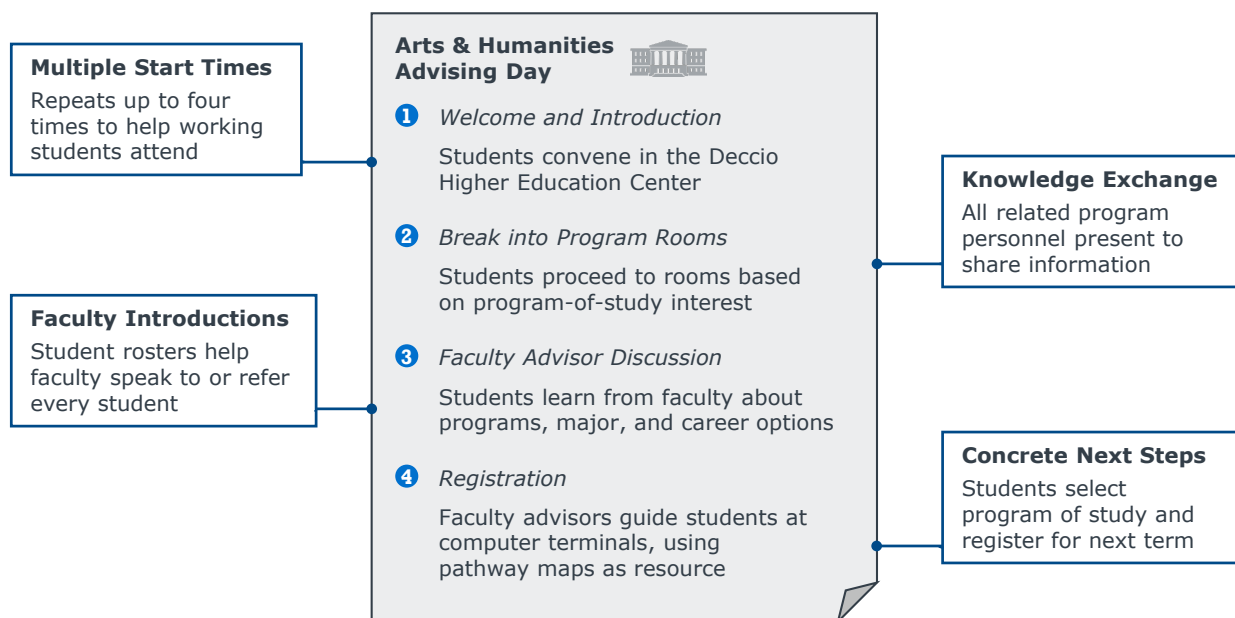 Arts & Humanities
Advising Day
1 Welcome and Introduction
Students convene in the Deccio
Higher Education Center
2 Break into Program Rooms
Students proceed to rooms based
on program-of-study interest
3 Faculty Advisor Discussion
Students learn from faculty about
programs, major, and career options
4 Registration
Faculty advisors guide students at
computer terminals, using
pathway maps as resource
Multiple Start Times
Repeats up to four
times to help working
students attend
Faculty Introductions
Student rosters help
faculty speak to or refer
every student
Knowledge Exchange
All related program
personnel present to
share information
Concrete Next Steps
Students select
program of study and
register for next term